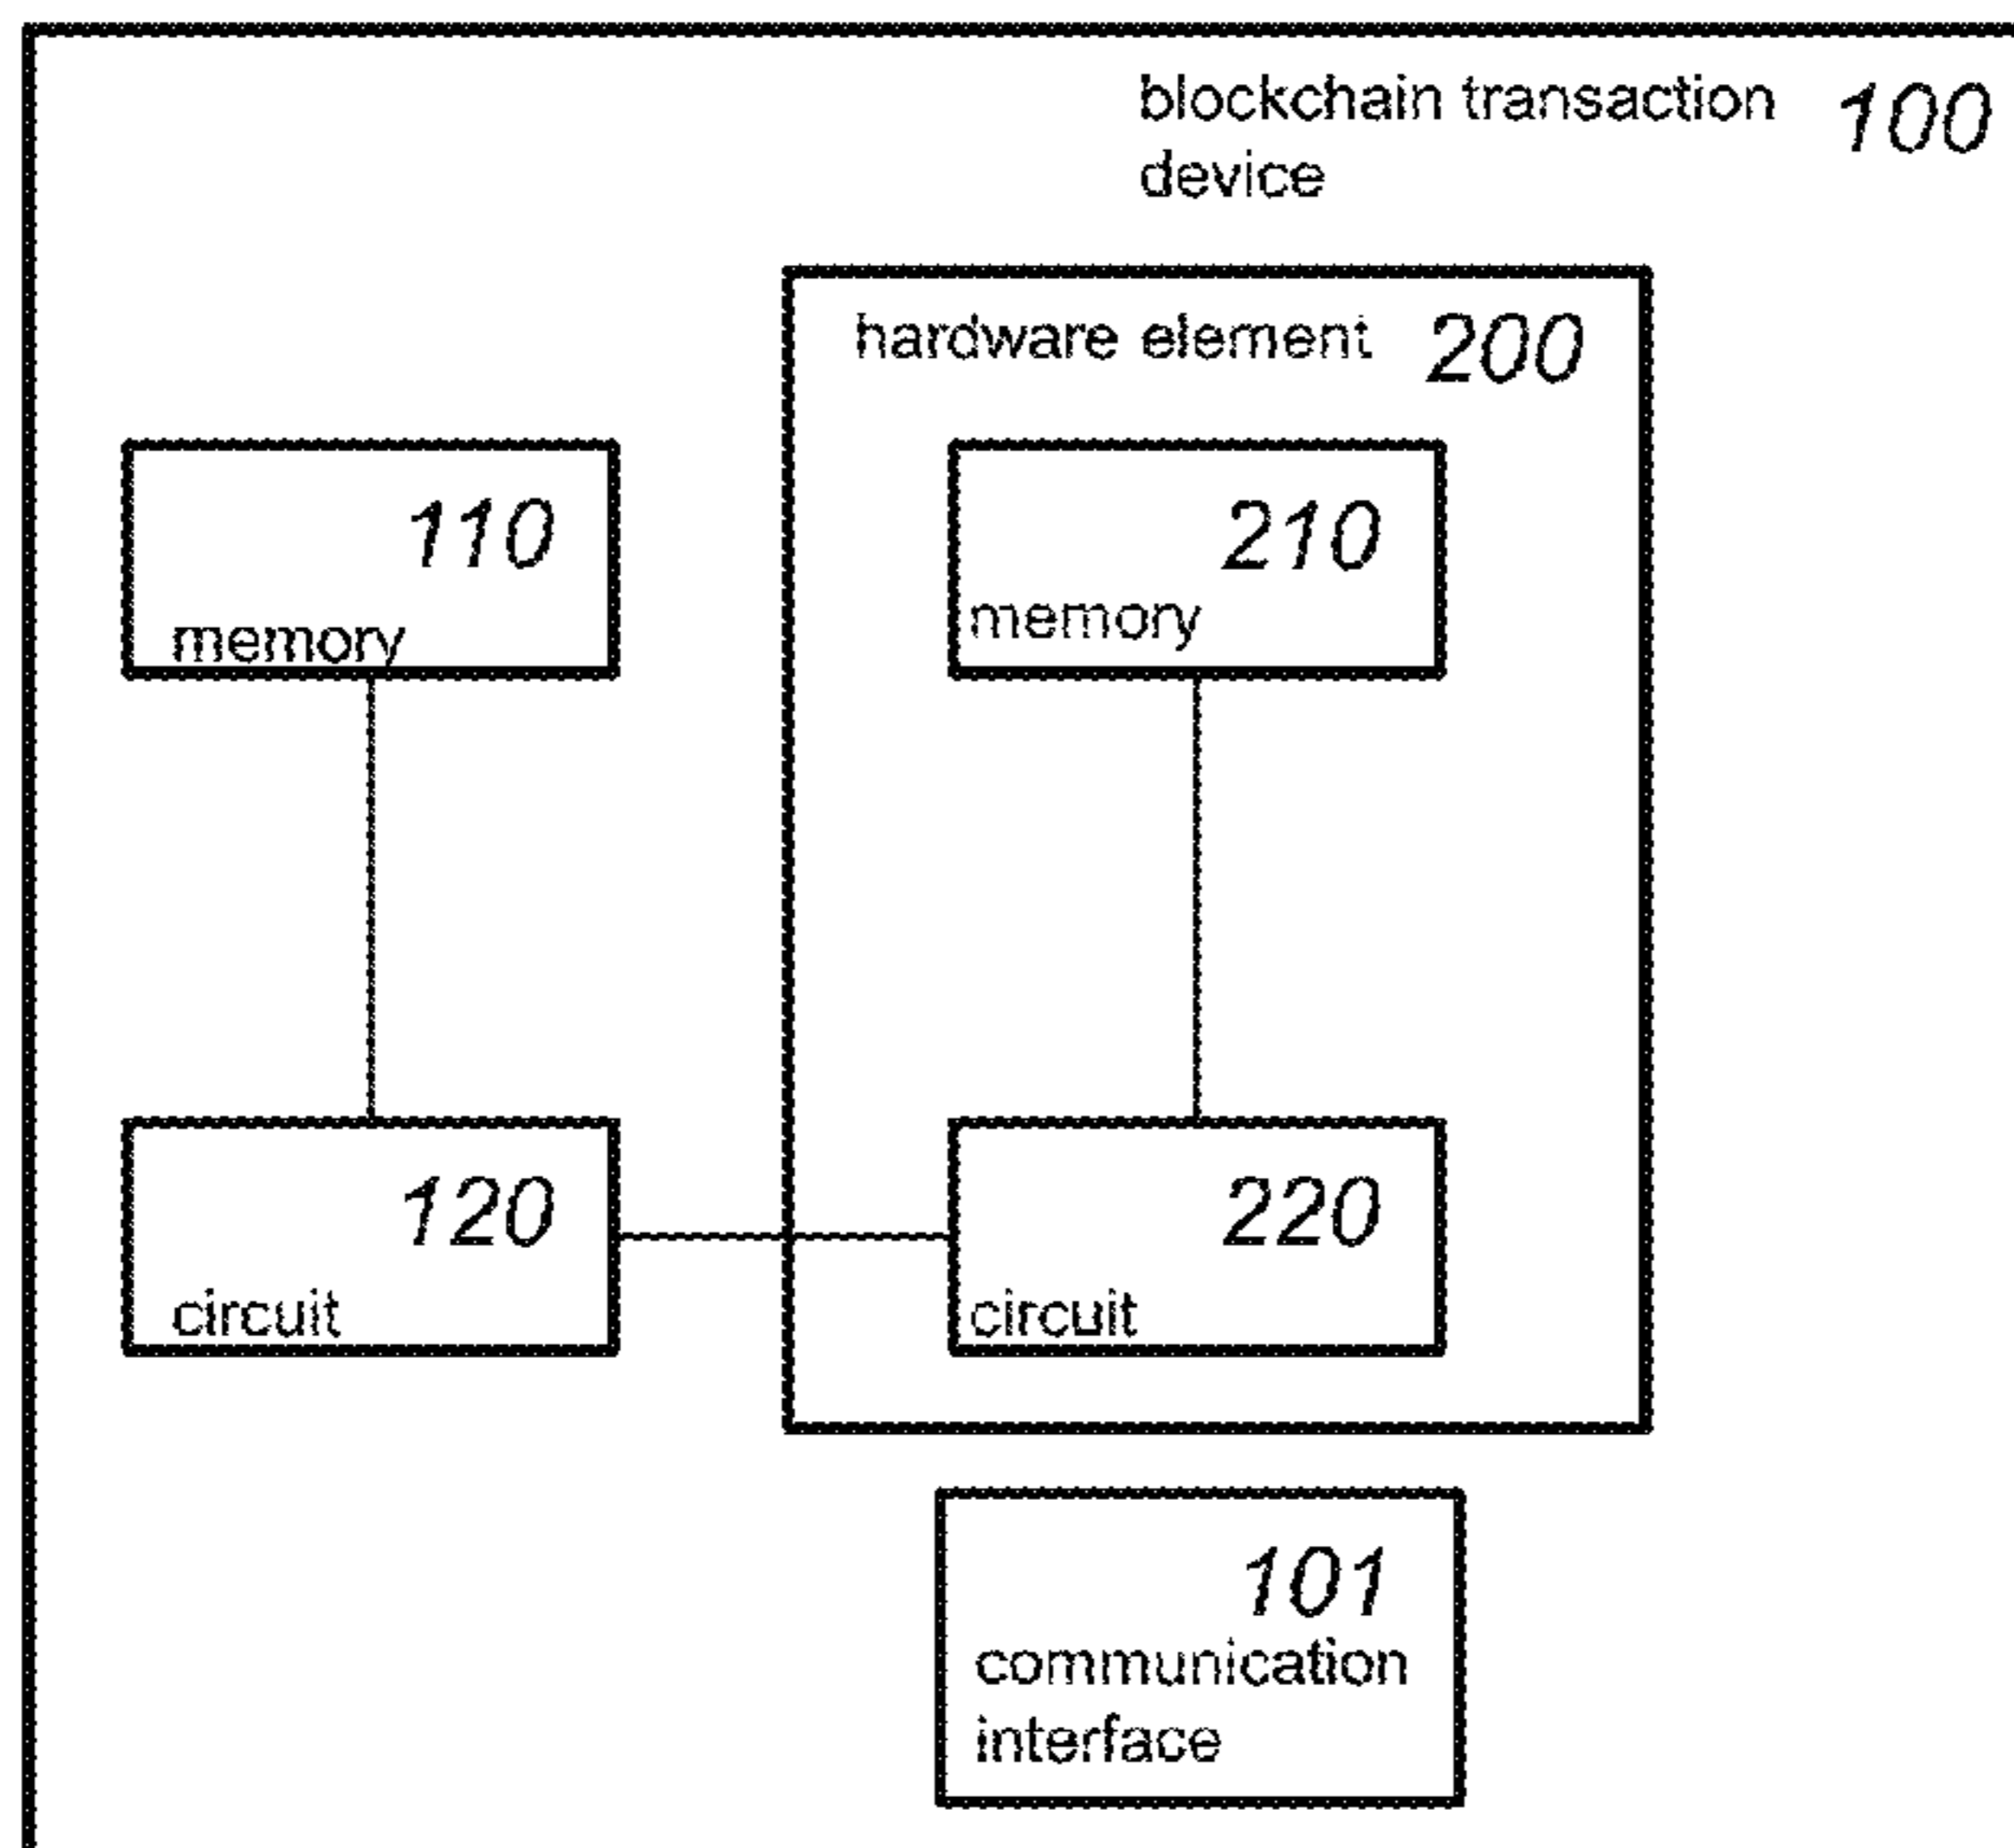 blockchain transaction 100
device
hardware element 200
110
memory
210
memory
120
circuit
220
circuit
101
communication
interface